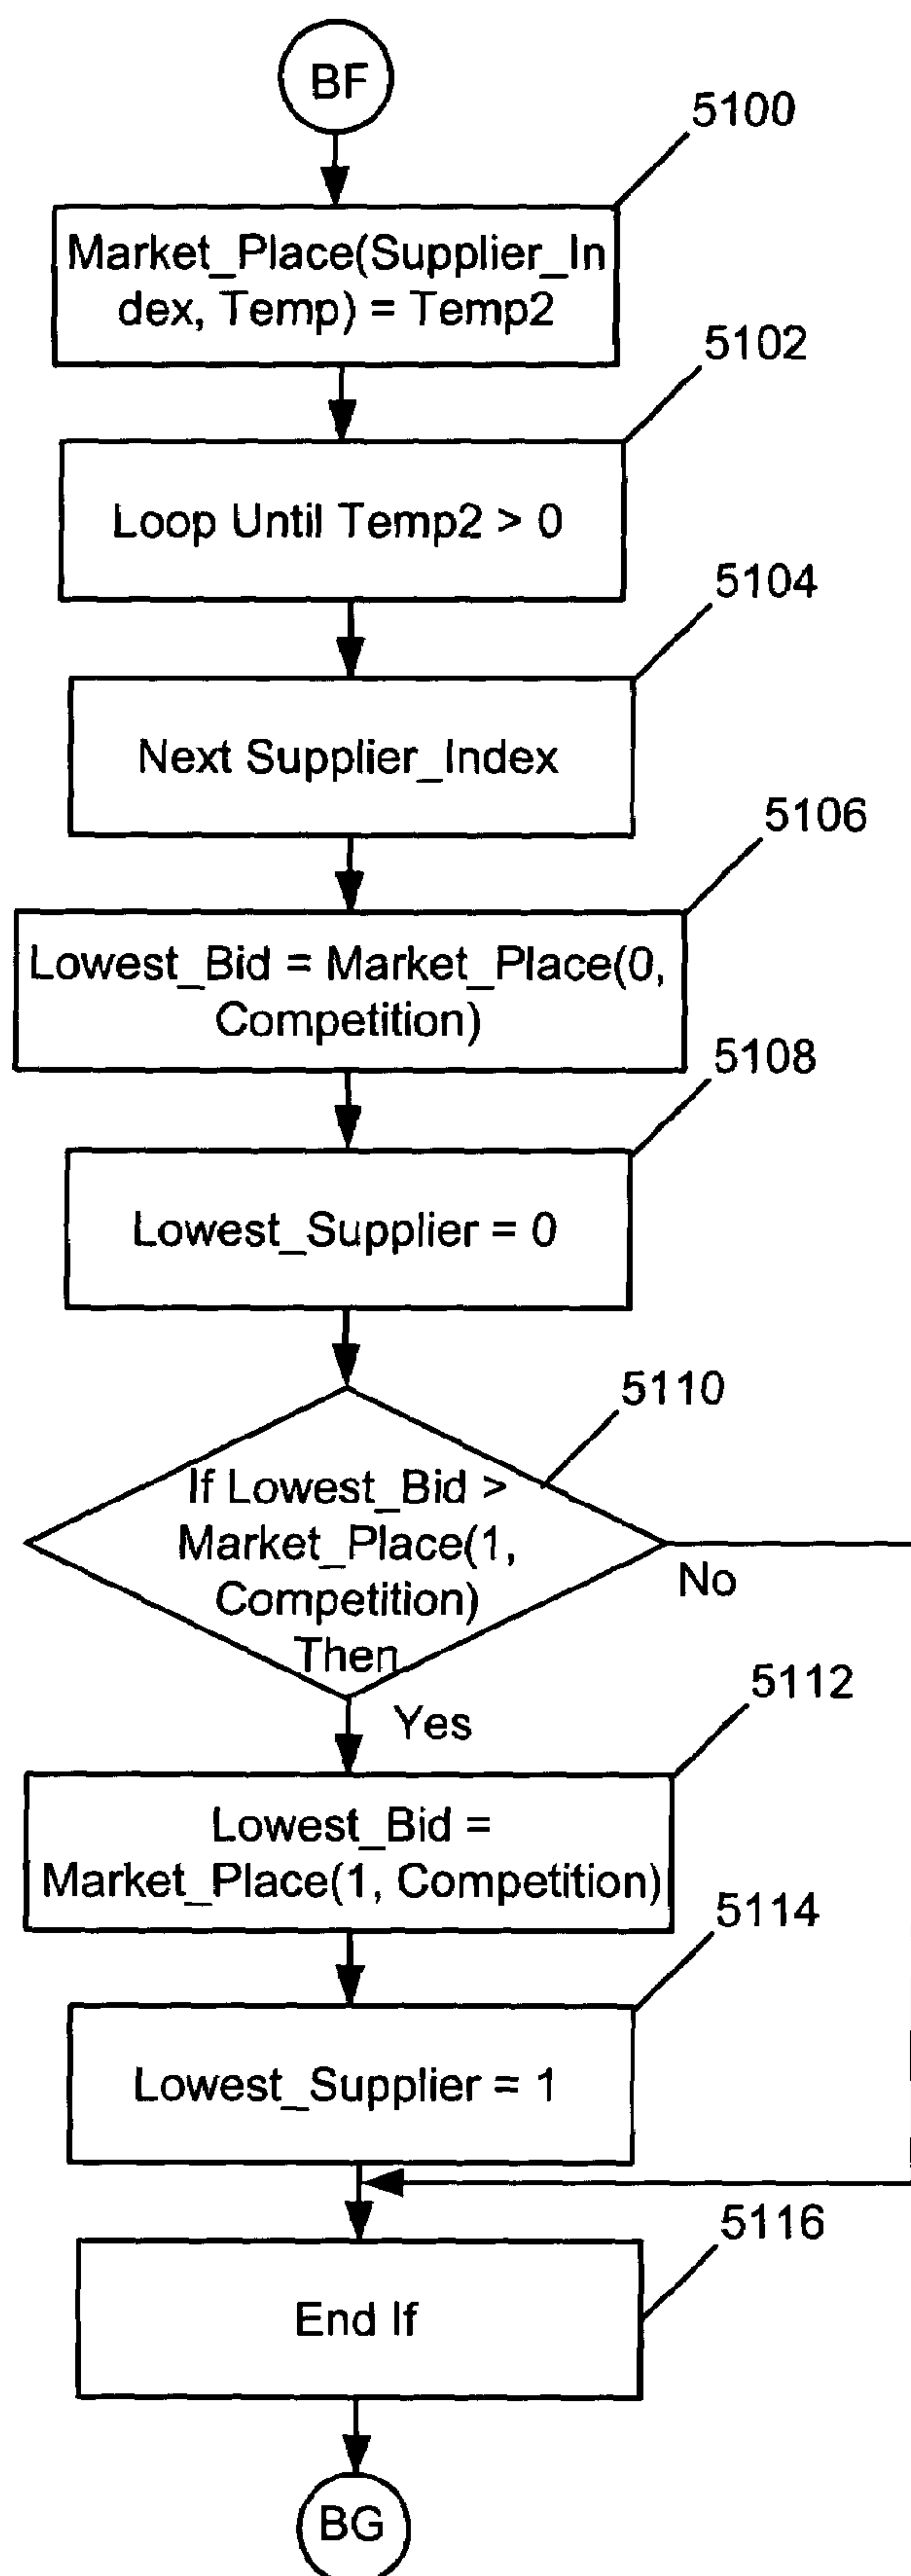 BF
5100
Market_Place(Supplier_In
dex, Temp) = Temp2
5102
Loop Until Temp2 > 0
5104
Next Supplier_Index
5106
Lowest_Bid = Market_Place(0,
Competition)
5108
Lowest_Supplier = 0
5110
If Lowest_Bid >
Market_Place(1,
Competition)
Then
No
Yes
5112
Lowest_Bid =
Market_Place(1, Competition)
5114
Lowest_Supplier = 1
5116
End If
BG